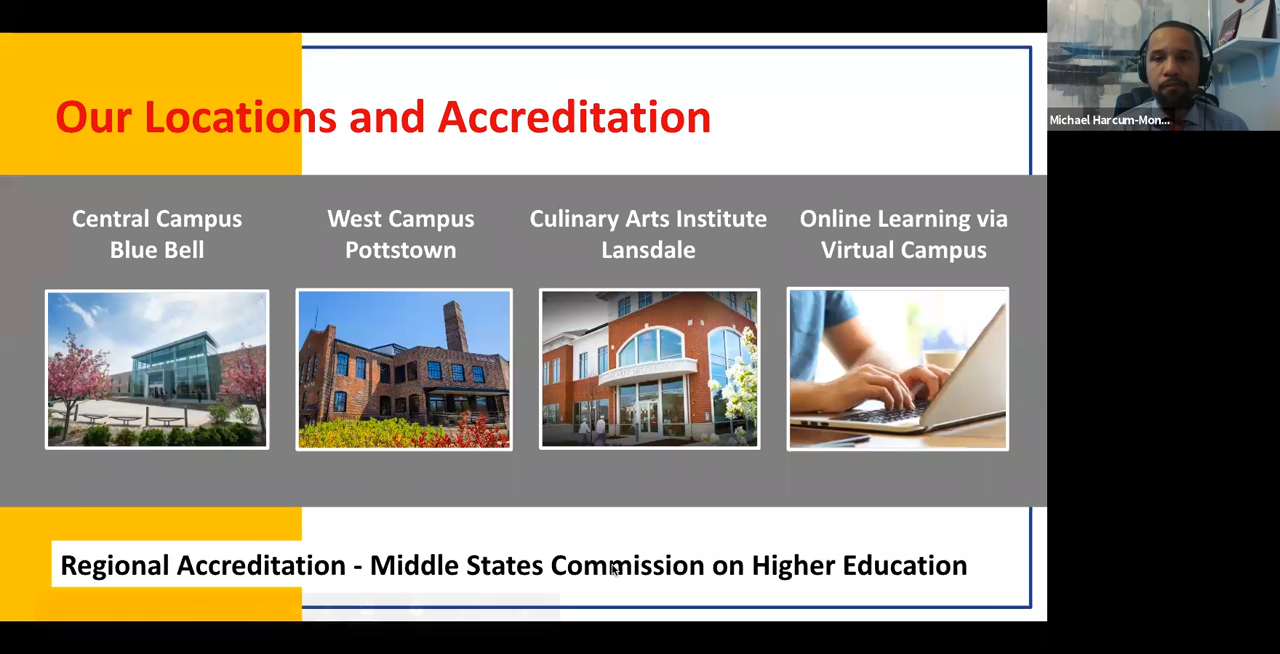 Our Locations and Accreditation
Central Campus
Blue Bell
West Campus
Pottstown
Culinary Arts Institute
Lansdale
Online Learning via
Virtual Campus
Regional Accreditation - Middle States Commission on Higher Education
Michael Harcum-Mon...